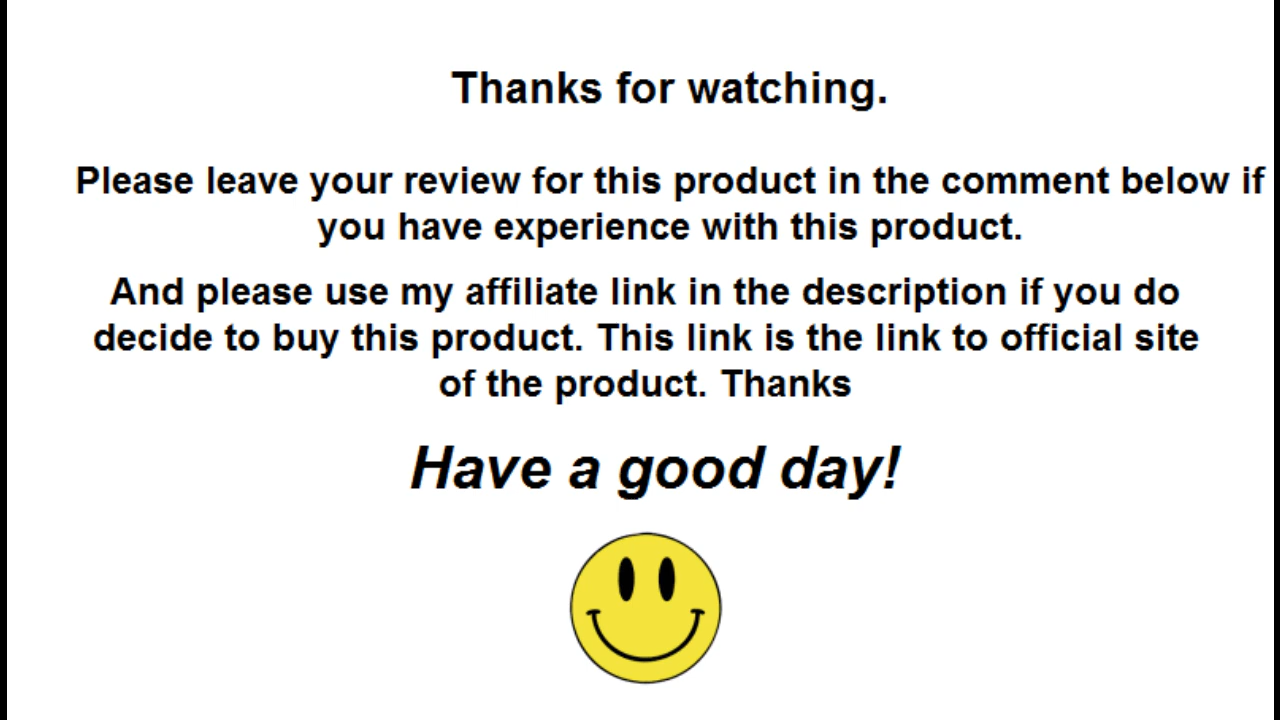 Thanks for watching.
Please leave your review for this product in the comment below if
you have experience with this product.
And please use my affiliate link in the description if you do
decide to buy this product. This link is the link to official site
of the product. Thanks
Have a good day!